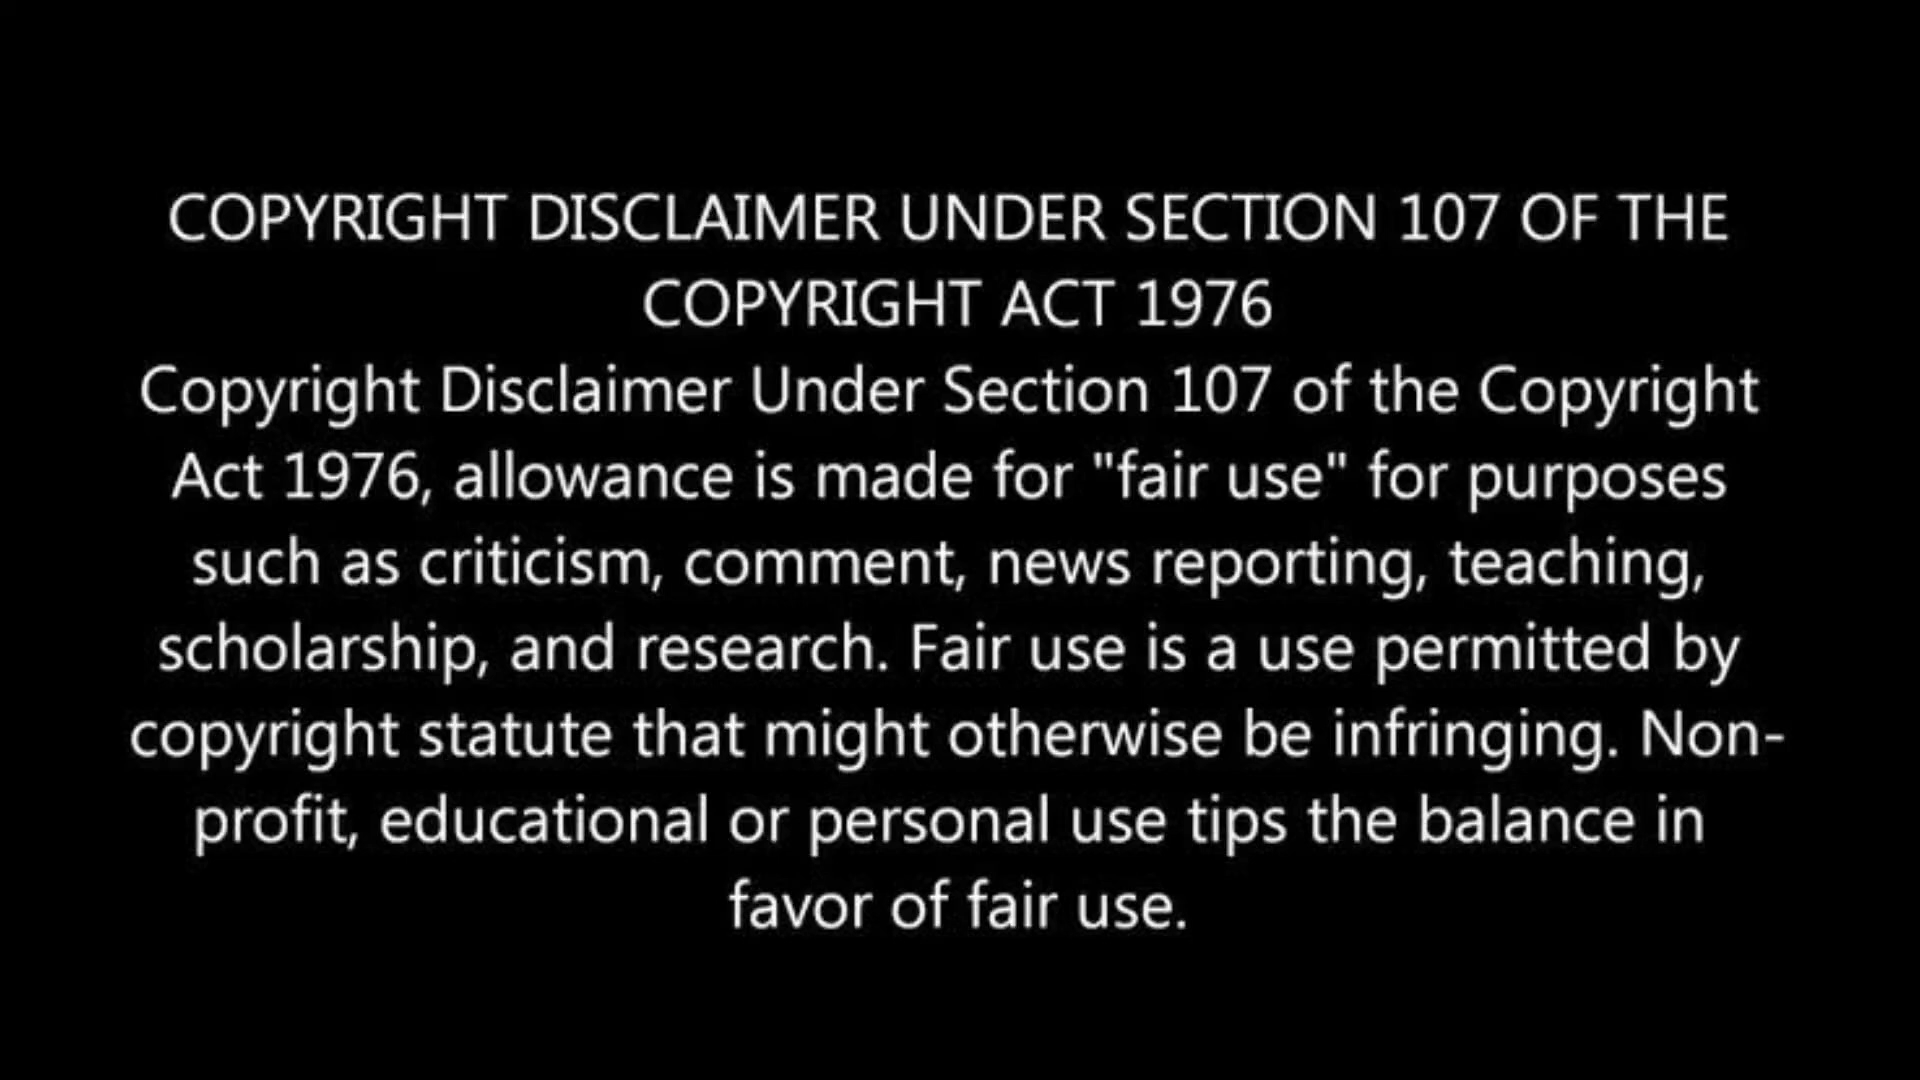 COPYRIGHT DISCLAIMER UNDER SECTION 107 OF THE
COPYRIGHT ACT 1976
Copyright Disclaimer Under Section 107 of the Copyright
Act 1976, allowance is made for "fair use" for purposes
such as criticism, comment, news reporting, teaching,
scholarship, and research. Fair use is a use permitted by
copyright statute that might otherwise be infringing. Non-
profit, educational or personal use tips the balance in
favor of fair use.